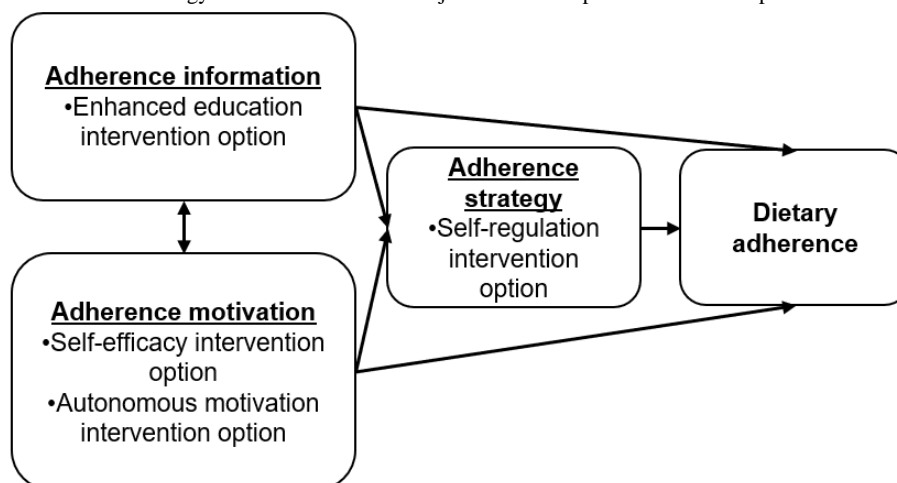 Adherence information
•Enhanced education
intervention option
Adherence motivation
•Self-efficacy intervention
option
•Autonomous motivation
intervention option
Adherence
strategy
•Self-regulation
intervention
option
Dietary
adherence